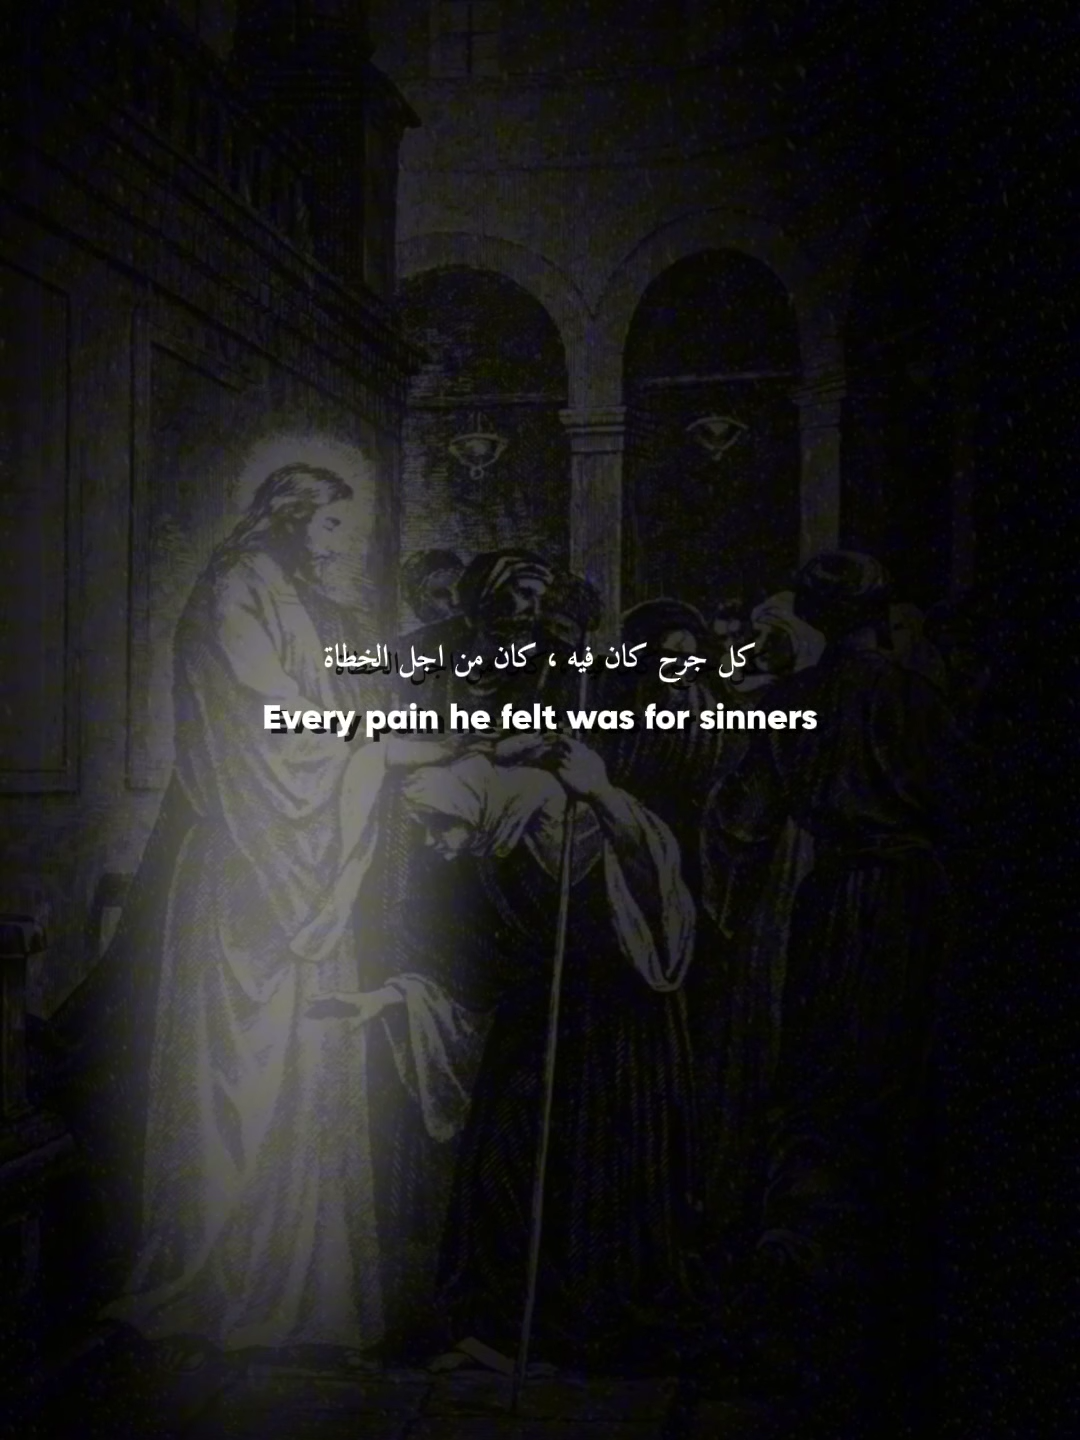 كل جرح كان فيه ، كان من اجل الخطاة
Every pain he felt was for sinners